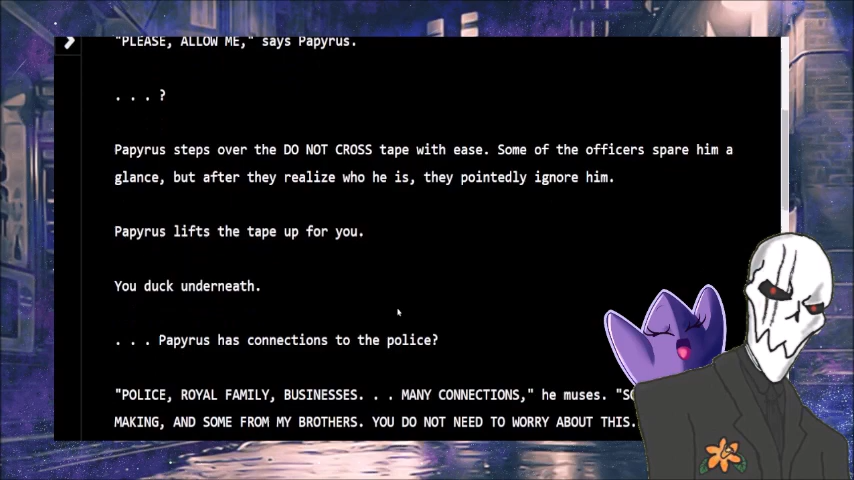 "PLEASE, ALLOW ME," says Papyrus.
. . . ?
Papyrus steps over the DO NOT CROSS tape with ease. Some of the officers spare him a
glance, but after they realize who he is, they pointedly ignore him.
Papyrus lifts the tape up for you.
You duck underneath.
. . . Papyrus has connections to the police?
"POLICE, ROYAL FAMILY, BUSINESSES. . . MANY CONNECTIONS," he muses.
MAKING, AND SOME FROM MY BROTHERS. YOU DO NOT NEED TO WORRY ABOUT THIS.